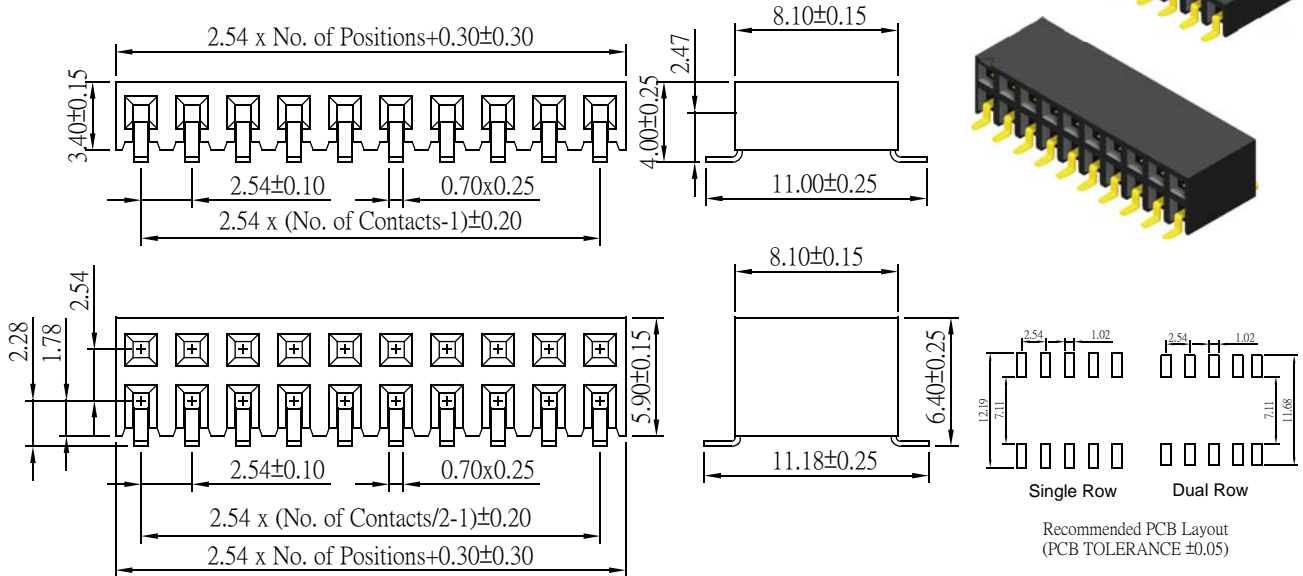 2.54 x No. of Positions+0.30±0.30
3.40±0.15
2.54±0.10
0.70x0.25
2.54 x (No. of Contacts-1)±0.20
8.10±0.15
2.47
4.00±0.25
11.00±0.25
2.54
2.28
1.78
5.90±0.15
2.54±0.10
0.70x0.25
2.54 x (No. of Contacts/2-1)±0.20
2.54 x No. of Positions+0.30±0.30
8.10±0.15
6.40±0.25
11.18±0.25
2.54
1.02
12.19
7.11
Single Row
2.54
1.02
7.11
11.68
Dual Row
Recommended PCB Layout
(PCB TOLERANCE ±0.05)